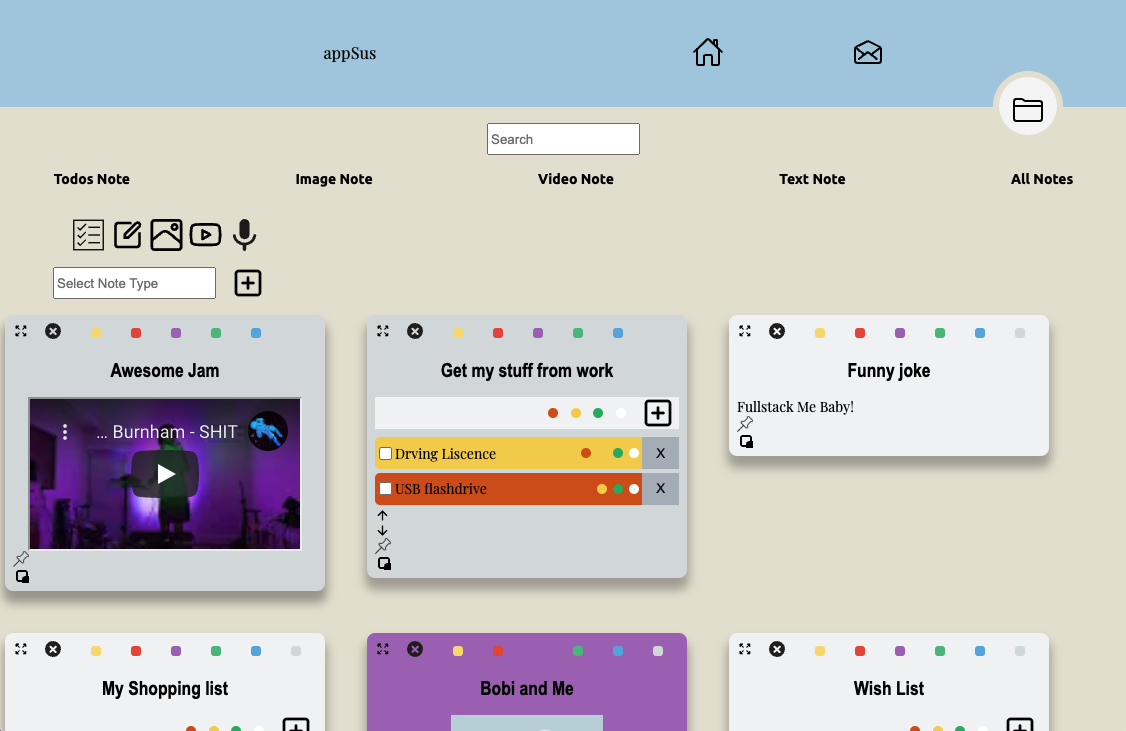 appSus
Search
Todos Note Image Note Video Note Text Note All Notes
Select Note Type
Awesome Jam
... Burnham - SHIT
Get my stuff from work
Drving Liscence X
USB flashdrive X
Funny joke
Fullstack Me Baby!
My Shopping list
Bobi and Me
Wish List